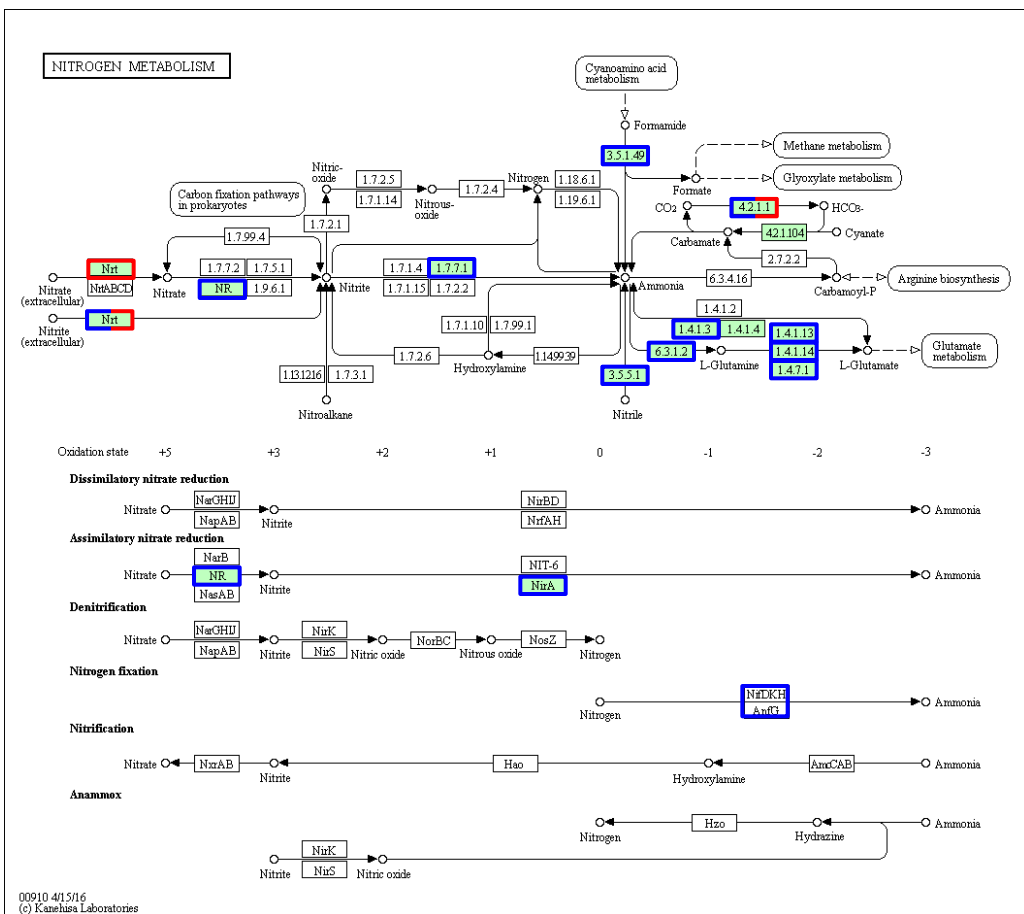 NITROGEN METABOLISM
Cyanoamino acid
metabolism
Formamide
3.5.1.49
Methane metabolism
Glyoxylate metabolism
Formate
Nitric-
oxide
1.7.2.5
1.7.1.14
Nitrous-
oxide
1.7.2.4
Nitrogen
1.18.6.1
1.19.6.1
Carbon fixation pathways
in prokaryotes
1.7.2.1
CO2
4.2.1.1
HCO3-
1.7.99.4
Carbamate
4.2.1.104
Cyanate
2.7.2.2
Nrt
NrtABCD
Nitrate
(extracellular)
Nitrate
1.7.7.2
1.7.5.1
NR
1.9.6.1
Nitrite
1.7.1.4
1.7.7.1
1.7.1.15
1.7.2.2
Ammonia
6.3.4.16
Carbamoyl-P
Arginine biosynthesis
Nrt
Nitrite
(extracellular)
1.4.1.2
1.7.1.10
1.7.99.1
1.4.1.3
1.4.1.4
1.4.1.13
6.3.1.2
1.4.1.14
1.4.7.1
L-Glutamine
L-Glutamate
Glutamate
metabolism
1.7.2.6
Hydroxylamine
1.14.99.39
1.13.12.16
1.7.3.1
3.5.5.1
Nitroalkane
Nitrile
Oxidation state +5 +3 +2 +1 0 -1 -2 -3
Dissimilatory nitrate reduction
NarGHIJ NirBD
Nitrate Nitrite Ammonia
NapAB NrfAH
Assimilatory nitrate reduction
NarB NIT-6
Nitrate NR Nitrite Ammonia
NasAB NirA
Denitrification
NarGHIJ NirK
Nitrate Nitrite Nitric oxide NorBC Nitrous oxide NosZ Nitrogen
NapAB NirS
Nitrogen fixation
NifDKH
Nitrogen Ammonia
AnfG
Nitrification
Nitrate NxrAB Nitrite Hao Hydroxylamine AmoCAB Ammonia
Anammox
Nitrogen Hzo Hydrazine Ammonia
NirK
Nitrite Nitric oxide
NirS
00910 4/15/16
(c) Kanehisa Laboratories